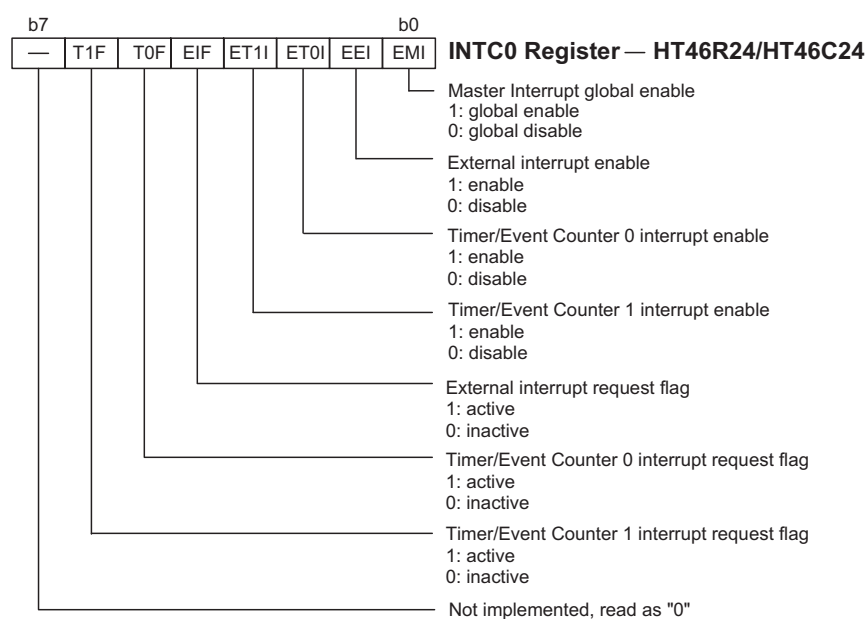 b7 b0
— T1F T0F EIF ET1I ET0I EEI EMI INTC0 Register — HT46R24/HT46C24
Master Interrupt global enable
1: global enable
0: global disable
External interrupt enable
1: enable
0: disable
Timer/Event Counter 0 interrupt enable
1: enable
0: disable
Timer/Event Counter 1 interrupt enable
1: enable
0: disable
External interrupt request flag
1: active
0: inactive
Timer/Event Counter 0 interrupt request flag
1: active
0: inactive
Timer/Event Counter 1 interrupt request flag
1: active
0: inactive
Not implemented, read as "0"